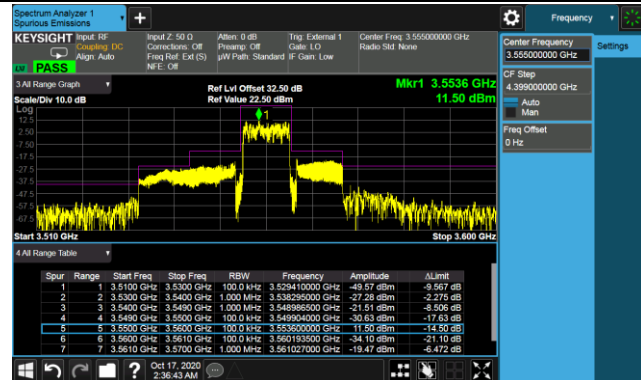 Spectrum Analyzer 1
Spurious Emissions
Frequency
KEYSIGHT Input: RF Input Z: 50 Ω Atten: 0 dB Trig: External 1 Center Freq: 3.555000000 GHz
Coupling: DC Corrections: Off Preamp: Off Gate: LO Radio Std: None
Align: Auto Freq Ref: Ext (S) µW Path: Standard IF Gain: Low
NFE: Off
LXI PASS
Center Frequency
3.555000000 GHz
Settings
CF Step
4.399000000 GHz
Auto
Man
Freq Offset
0 Hz
3 All Range Graph
Ref Lvl Offset 32.50 dB
Mkr1 3.5536 GHz
Scale/Div 10.0 dB
Ref Value 22.50 dBm
11.50 dBm
Log
1
12.5
2.50
-7.50
-17.5
-27.5
-37.5
-47.5
-57.5
-67.5
Start 3.510 GHz
Stop 3.600 GHz
4 All Range Table
Spur Range Start Freq Stop Freq RBW Frequency Amplitude ΔLimit
1 1 3.5100 GHz 3.5300 GHz 100.0 kHz 3.529410000 GHz -49.57 dBm -9.567 dB
2 2 3.5300 GHz 3.5400 GHz 1.000 MHz 3.538295000 GHz -27.28 dBm -2.275 dB
3 3 3.5400 GHz 3.5490 GHz 1.000 MHz 3.548986500 GHz -21.51 dBm -8.506 dB
4 4 3.5490 GHz 3.5500 GHz 100.0 kHz 3.549904000 GHz -30.63 dBm -17.63 dB
5 5 3.5500 GHz 3.5600 GHz 100.0 kHz 3.553600000 GHz 11.50 dBm -14.50 dB
6 6 3.5600 GHz 3.5610 GHz 100.0 kHz 3.560193500 GHz -34.10 dBm -21.10 dB
7 7 3.5610 GHz 3.5700 GHz 1.000 MHz 3.561027000 GHz -19.47 dBm -6.472 dB
Oct 17, 2020
2:36:43 AM